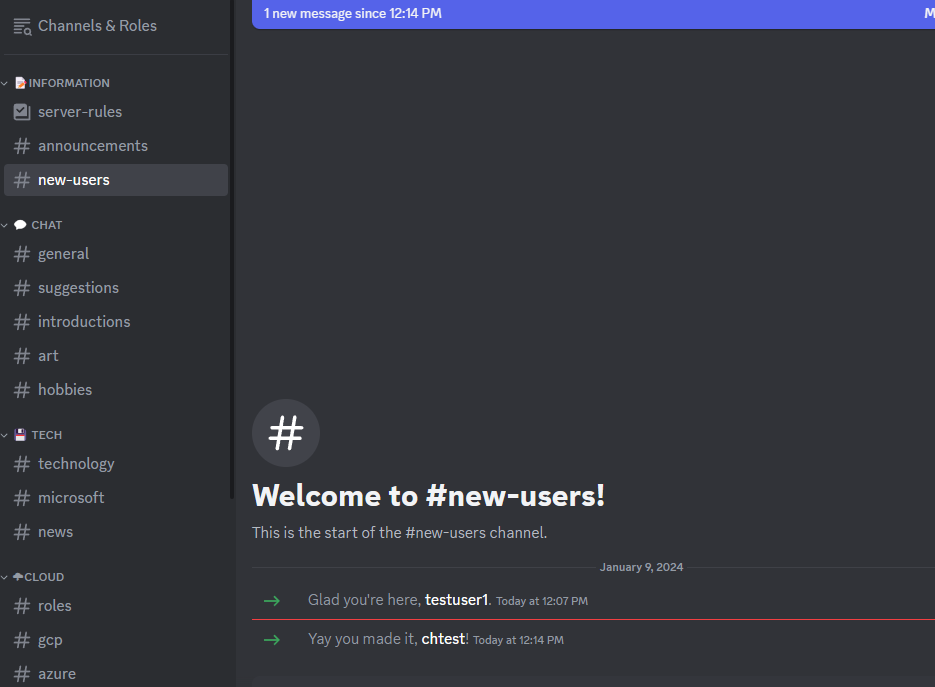 Channels & Roles
INFORMATION
server-rules
announcements
new-users
CHAT
general
suggestions
introductions
art
hobbies
TECH
technology
microsoft
news
CLOUD
roles
gcp
azure
1 new message since 12:14 PM
M
Welcome to #new-users!
This is the start of the #new-users channel.
January 9, 2024
Glad you're here, testuser1. Today at 12:07 PM
Yay you made it, chtest! Today at 12:14 PM